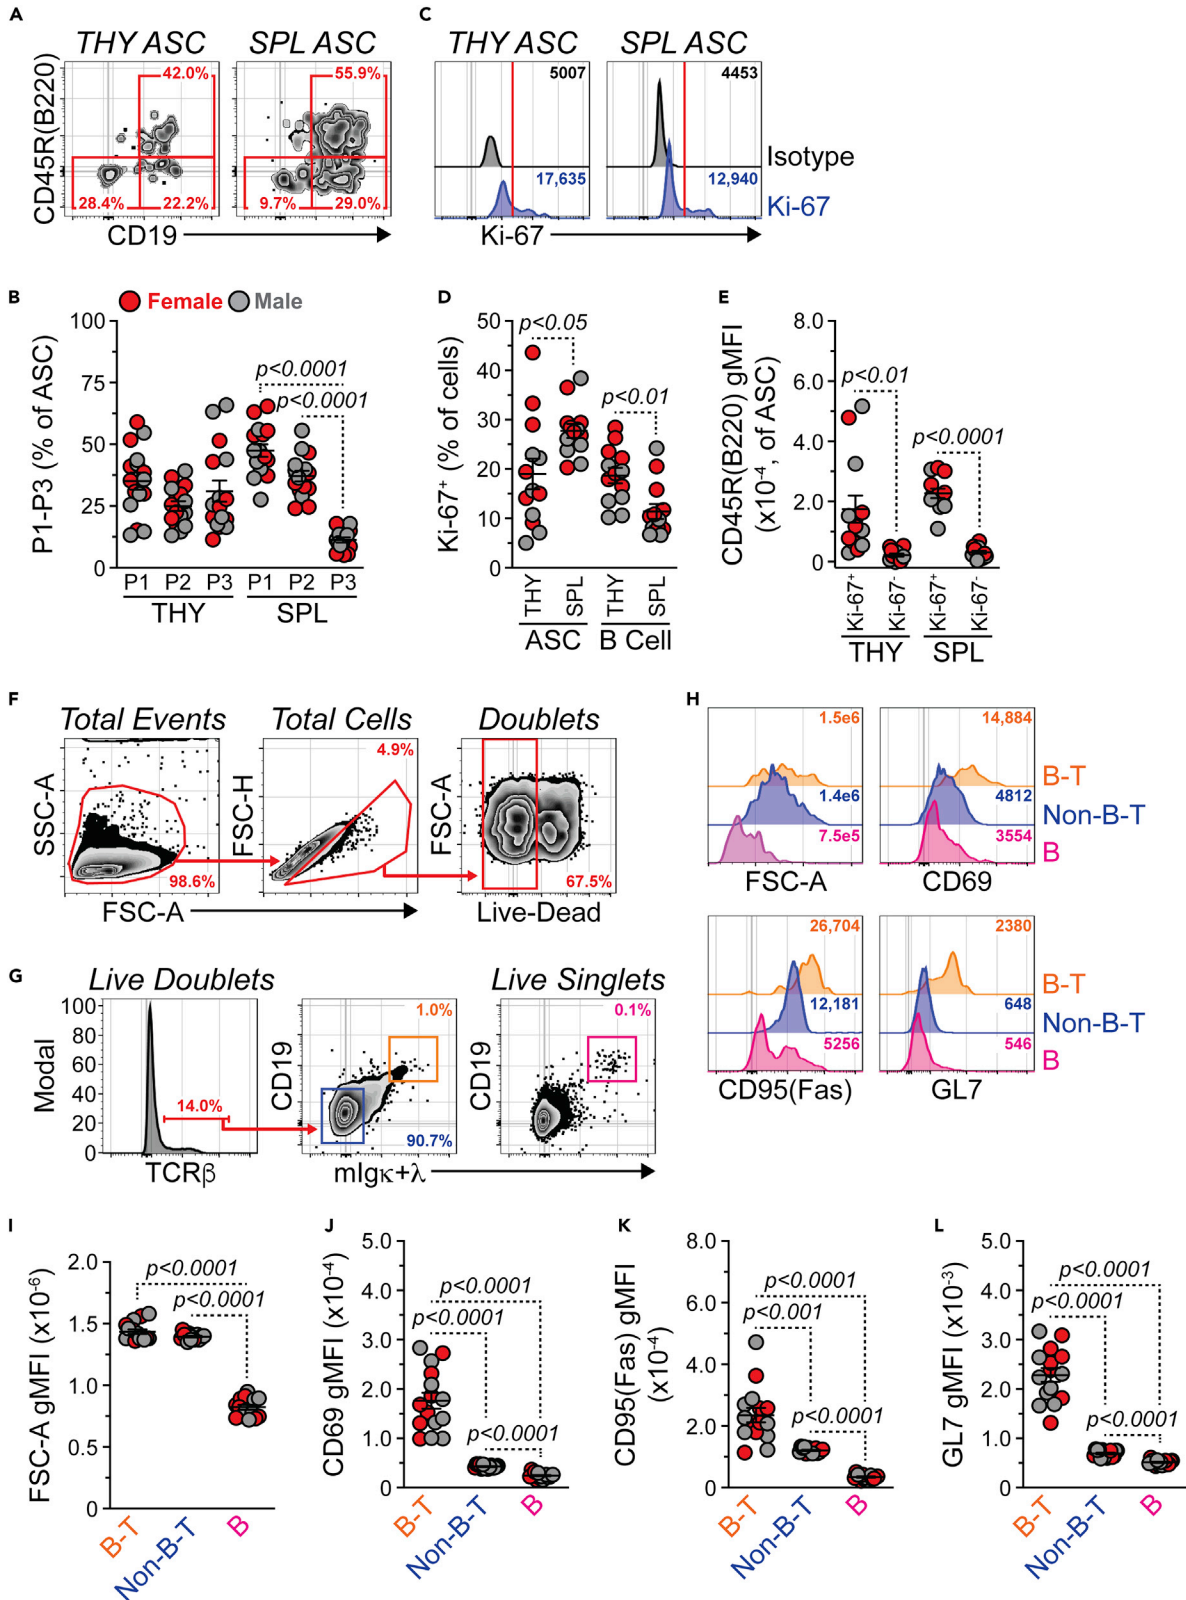 A
THY ASC
SPL ASC
CD45R(B220)
42.0%
28.4%
22.2%
55.9%
9.7%
29.0%
CD19
C
THY ASC
SPL ASC
5007
4453
Isotype
17,635
12,940
Ki-67
Ki-67
B
Female Male
P1-P3 (% of ASC)
100
75
50
25
0
p<0.0001
p<0.0001
P1 P2 P3 P1 P2 P3
THY SPL
D
Ki-67+ (% of cells)
50
40
30
20
10
0
p<0.05
p<0.01
THY SPL THY SPL
ASC B Cell
E
CD45R(B220) gMFI
(x10-4, of ASC)
8.0
6.0
4.0
2.0
0
p<0.01
p<0.0001
Ki-67+ Ki-67- Ki-67+ Ki-67-
THY SPL
F
Total Events
Total Cells
Doublets
SSC-A
98.6%
FSC-A
FSC-H
4.9%
FSC-A
67.5%
Live-Dead
G
Live Doublets
Live Singlets
Modal
100
80
60
40
20
0
14.0%
TCRβ
CD19
1.0%
90.7%
mIgκ+λ
CD19
0.1%
H
1.5e6
14,884
B-T
1.4e6
4812
Non-B-T
7.5e5
3554
B
FSC-A
CD69
26,704
2380
B-T
12,181
648
Non-B-T
5256
546
B
CD95(Fas)
GL7
I
FSC-A gMFI (x10-6)
2.0
1.5
1.0
0.5
0
p<0.0001
p<0.0001
B-T
Non-B-T
B
J
CD69 gMFI (x10-4)
5.0
4.0
3.0
2.0
1.0
0
p<0.0001
p<0.0001
p<0.0001
B-T
Non-B-T
B
K
CD95(Fas) gMFI
(x10-4)
8.0
6.0
4.0
2.0
0
p<0.0001
p<0.001
p<0.0001
B-T
Non-B-T
B
L
GL7 gMFI (x10-3)
5.0
4.0
3.0
2.0
1.0
0
p<0.0001
p<0.0001
p<0.0001
B-T
Non-B-T
B